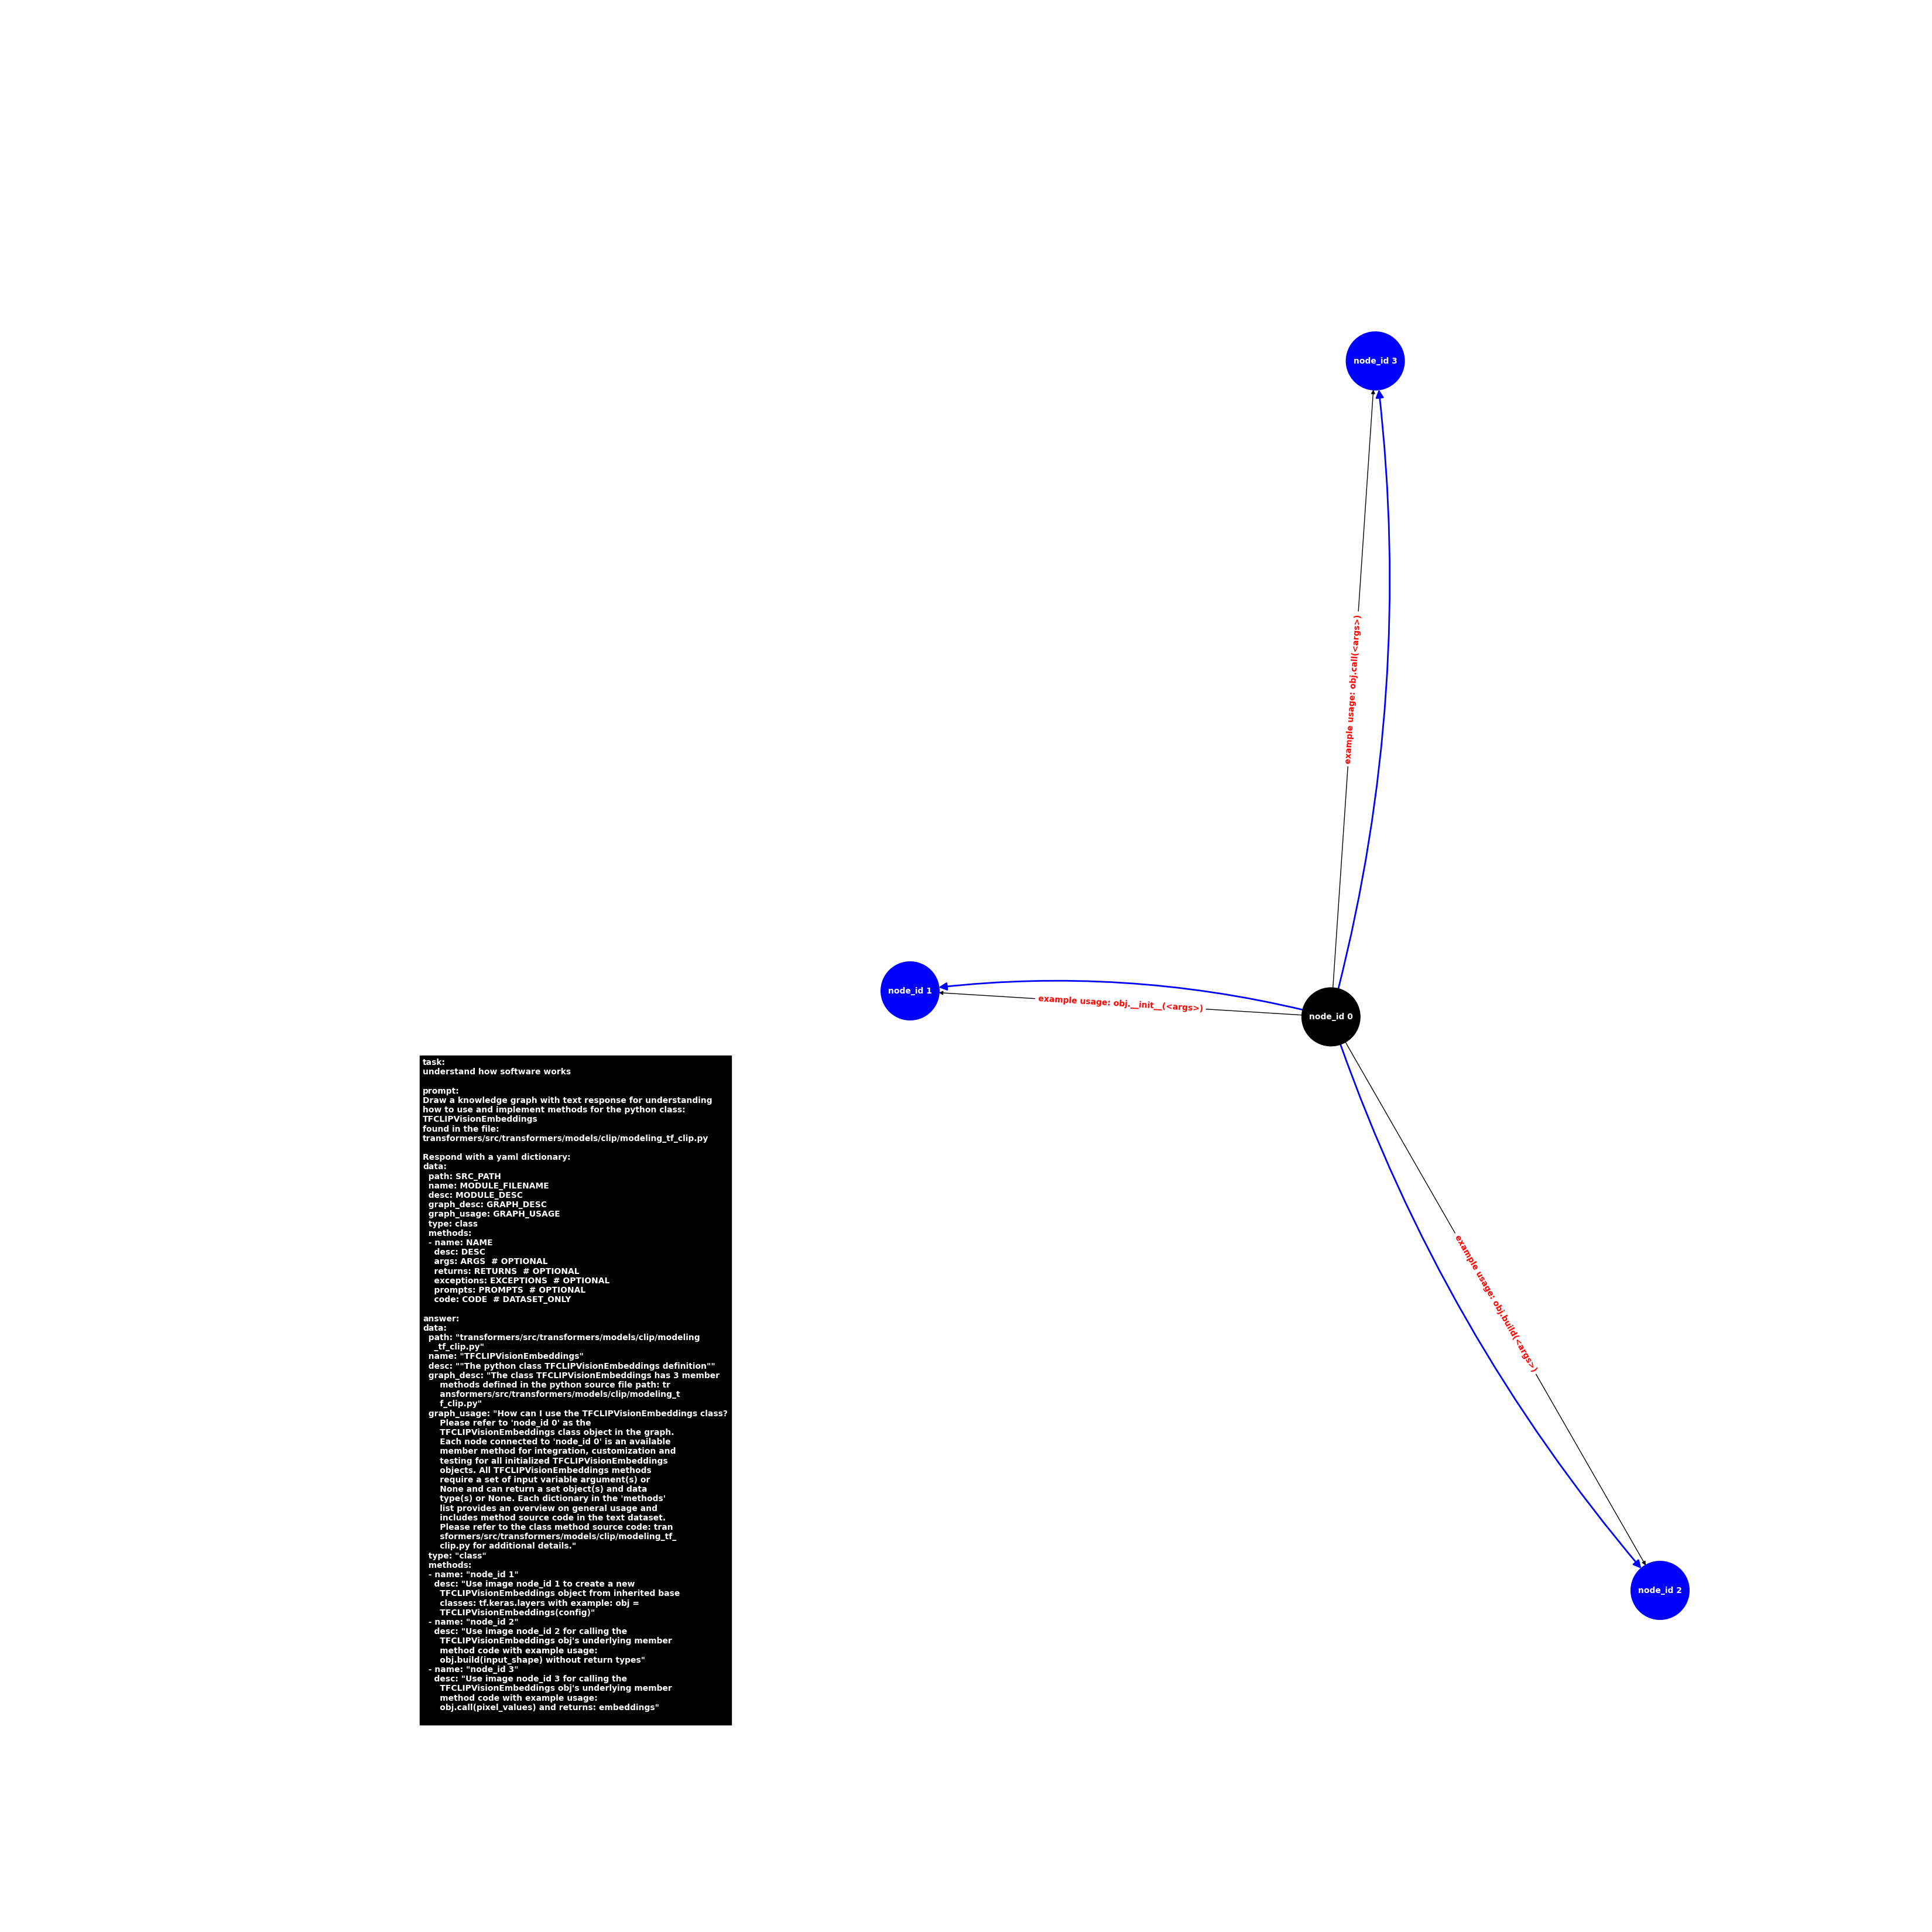 node_id 3
example usage: obj.call(<args>)
node_id 1
example usage: obj.__init__(<args>)
node_id 0
task:
understand how software works

prompt:
Draw a knowledge graph with text response for understanding
how to use and implement methods for the python class:
TFCLIPVisionEmbeddings
found in the file:
transformers/src/transformers/models/clip/modeling_tf_clip.py

Respond with a yaml dictionary:
data:
  path: SRC_PATH
  name: MODULE_FILENAME
  desc: MODULE_DESC
  graph_desc: GRAPH_DESC
  graph_usage: GRAPH_USAGE
  type: class
  methods:
  - name: NAME
    desc: DESC
    args: ARGS  # OPTIONAL
    returns: RETURNS  # OPTIONAL
    exceptions: EXCEPTIONS  # OPTIONAL
    prompts: PROMPTS  # OPTIONAL
    code: CODE  # DATASET_ONLY

answer:
data:
  path: "transformers/src/transformers/models/clip/modeling
    _tf_clip.py"
  name: "TFCLIPVisionEmbeddings"
  desc: ""The python class TFCLIPVisionEmbeddings definition""
  graph_desc: "The class TFCLIPVisionEmbeddings has 3 member
      methods defined in the python source file path: tr
      ansformers/src/transformers/models/clip/modeling_t
      f_clip.py"
  graph_usage: "How can I use the TFCLIPVisionEmbeddings class?
      Please refer to 'node_id 0' as the
      TFCLIPVisionEmbeddings class object in the graph.
      Each node connected to 'node_id 0' is an available
      member method for integration, customization and
      testing for all initialized TFCLIPVisionEmbeddings
      objects. All TFCLIPVisionEmbeddings methods
      require a set of input variable argument(s) or
      None and can return a set object(s) and data
      type(s) or None. Each dictionary in the 'methods'
      list provides an overview on general usage and
      includes method source code in the text dataset.
      Please refer to the class method source code: tran
      sformers/src/transformers/models/clip/modeling_tf_
      clip.py for additional details."
  type: "class"
  methods:
  - name: "node_id 1"
    desc: "Use image node_id 1 to create a new
      TFCLIPVisionEmbeddings object from inherited base
      classes: tf.keras.layers with example: obj =
      TFCLIPVisionEmbeddings(config)"
  - name: "node_id 2"
    desc: "Use image node_id 2 for calling the
      TFCLIPVisionEmbeddings obj's underlying member
      method code with example usage:
      obj.build(input_shape) without return types"
  - name: "node_id 3"
    desc: "Use image node_id 3 for calling the
      TFCLIPVisionEmbeddings obj's underlying member
      method code with example usage:
      obj.call(pixel_values) and returns: embeddings"
example usage: obj.build(<args>)
node_id 2